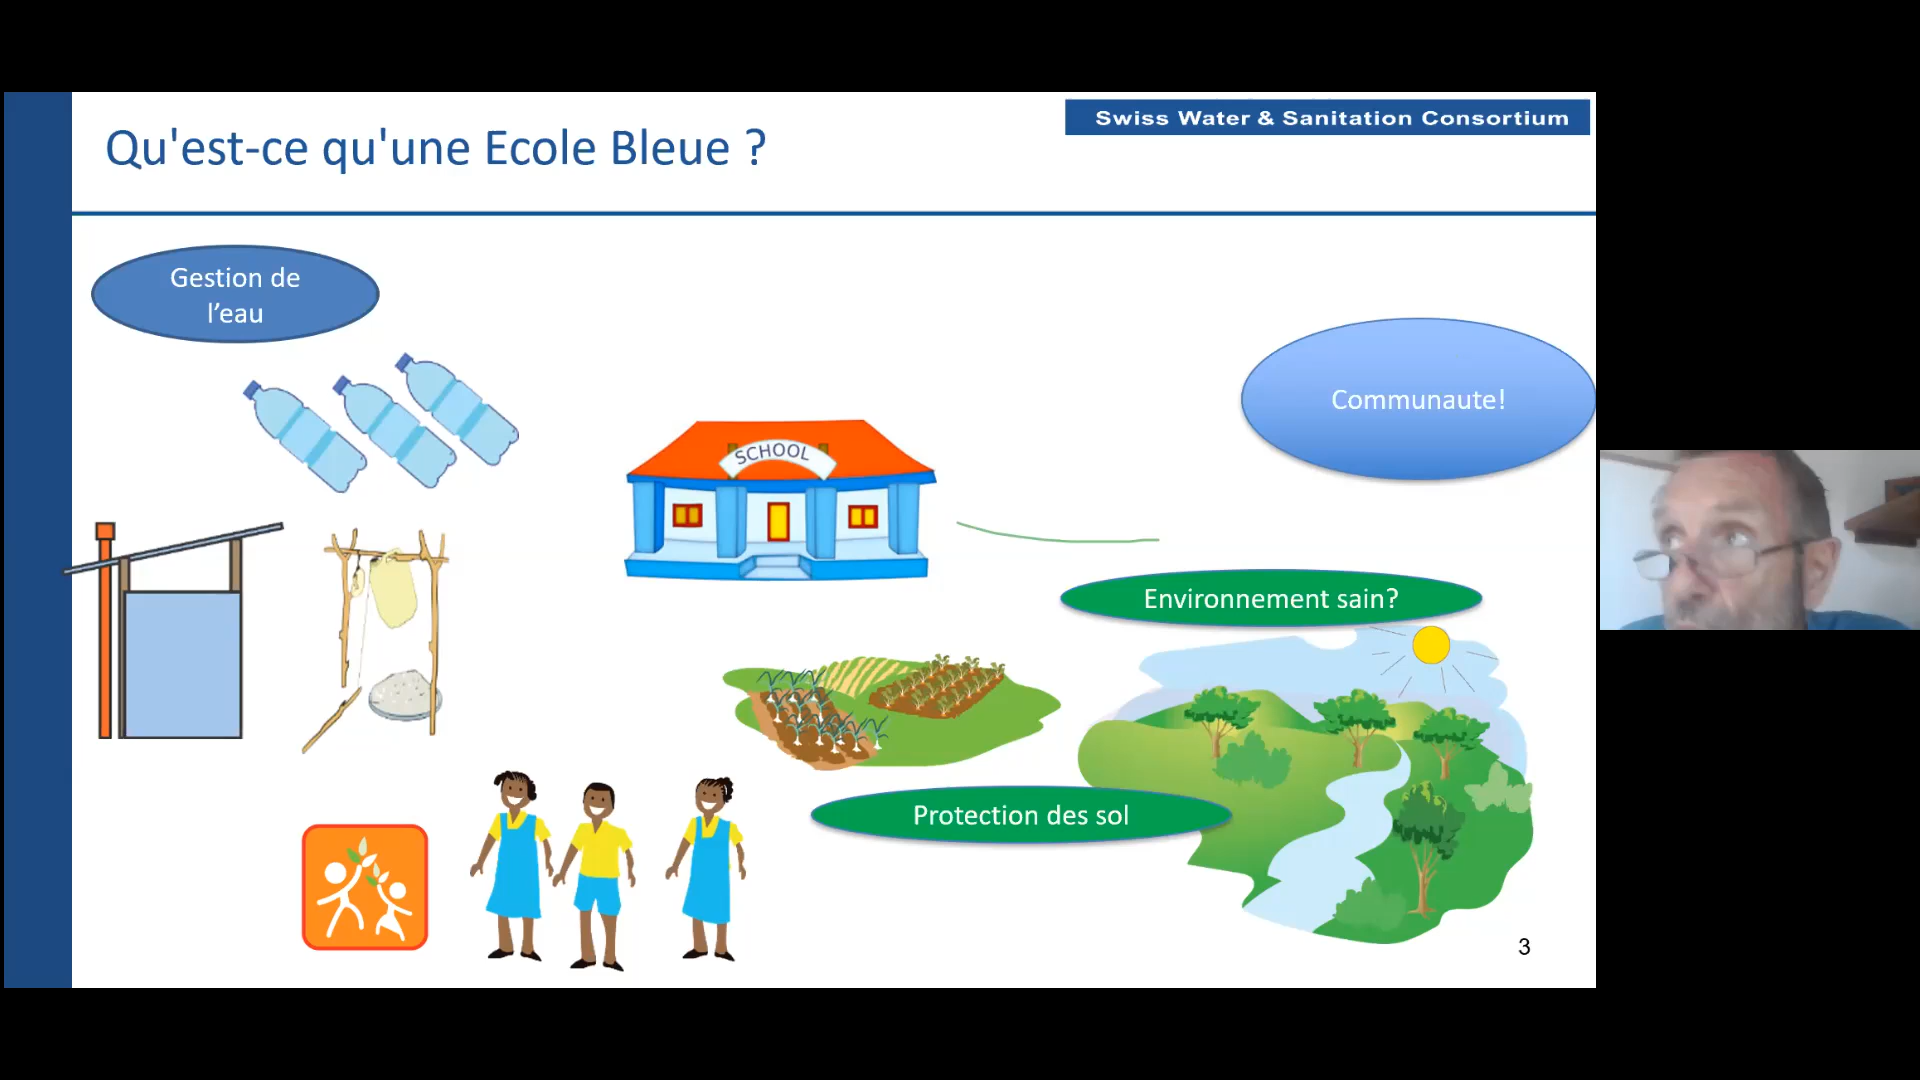 Swiss Water & Sanitation Consortium
Qu'est-ce qu'une Ecole Bleue ?
Gestion de
l’eau
Communaute!
SCHOOL
Environnement sain?
Protection des sol
3